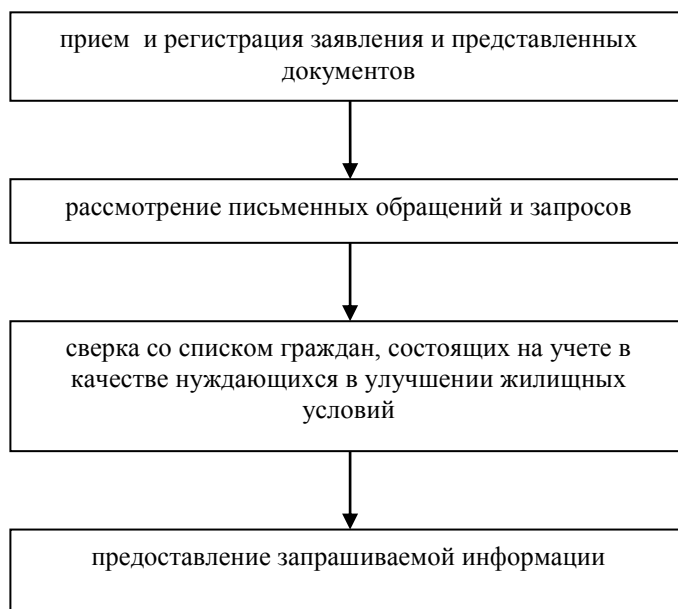 прием и регистрация заявления и представленных
документов
рассмотрение письменных обращений и запросов
сверка со списком граждан, состоящих на учете в
качестве нуждающихся в улучшении жилищных
условий
предоставление запрашиваемой информации